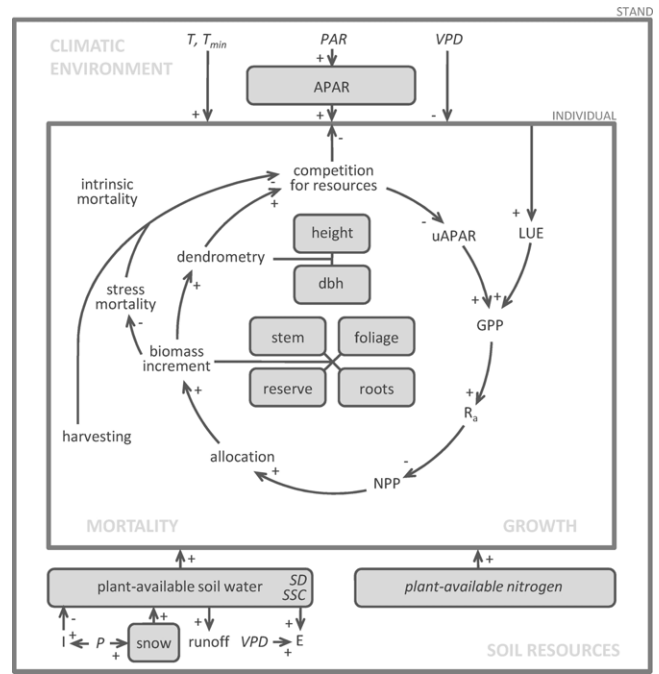 STAND
CLIMATIC
ENVIRONMENT
T, Tmin
PAR
VPD
+
APAR
+
+
-
-
INDIVIDUAL
intrinsic
mortality
competition
for resources
-
+
-
uAPAR
+
LUE
height
dendrometry
dbh
+
stress
mortality
-
+ +
GPP
stem
foliage
biomass
increment
reserve
roots
+
+
Ra
harvesting
allocation
+
-
NPP
MORTALITY
GROWTH
+
+
plant-available soil water
SD
SSC
plant-available nitrogen
-
+
+
+
+
I
P
+
snow
runoff
VPD
+
E
SOIL RESOURCES